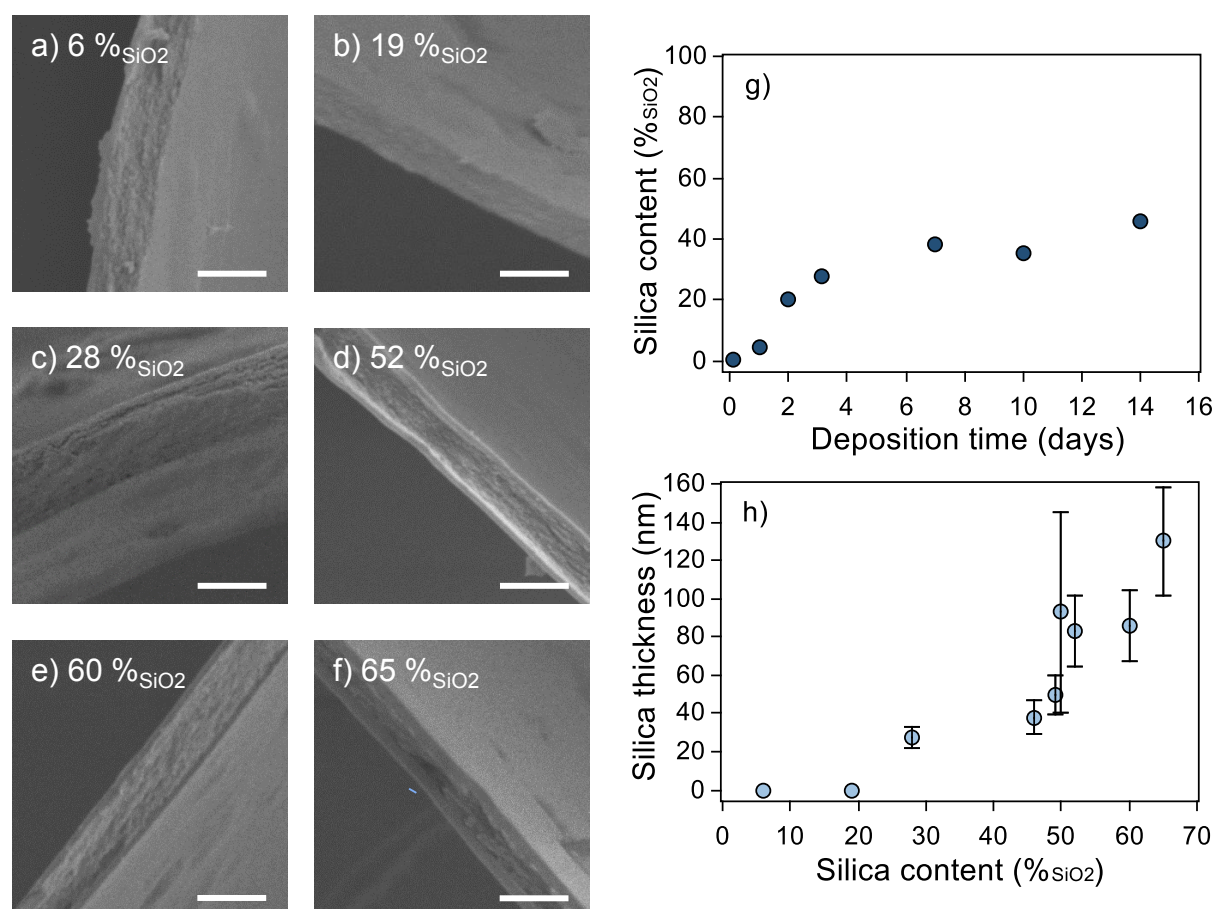 a) 6 %SiO2
b) 19 %SiO2
c) 28 %SiO2
d) 52 %SiO2
e) 60 %SiO2
f) 65 %SiO2
g)
Silica content (%SiO2)
100
80
60
40
20
0
0 2 4 6 8 10 12 14 16
Deposition time (days)
h)
Silica thickness (nm)
160
140
120
100
80
60
40
20
0
0 10 20 30 40 50 60 70
Silica content (%SiO2)